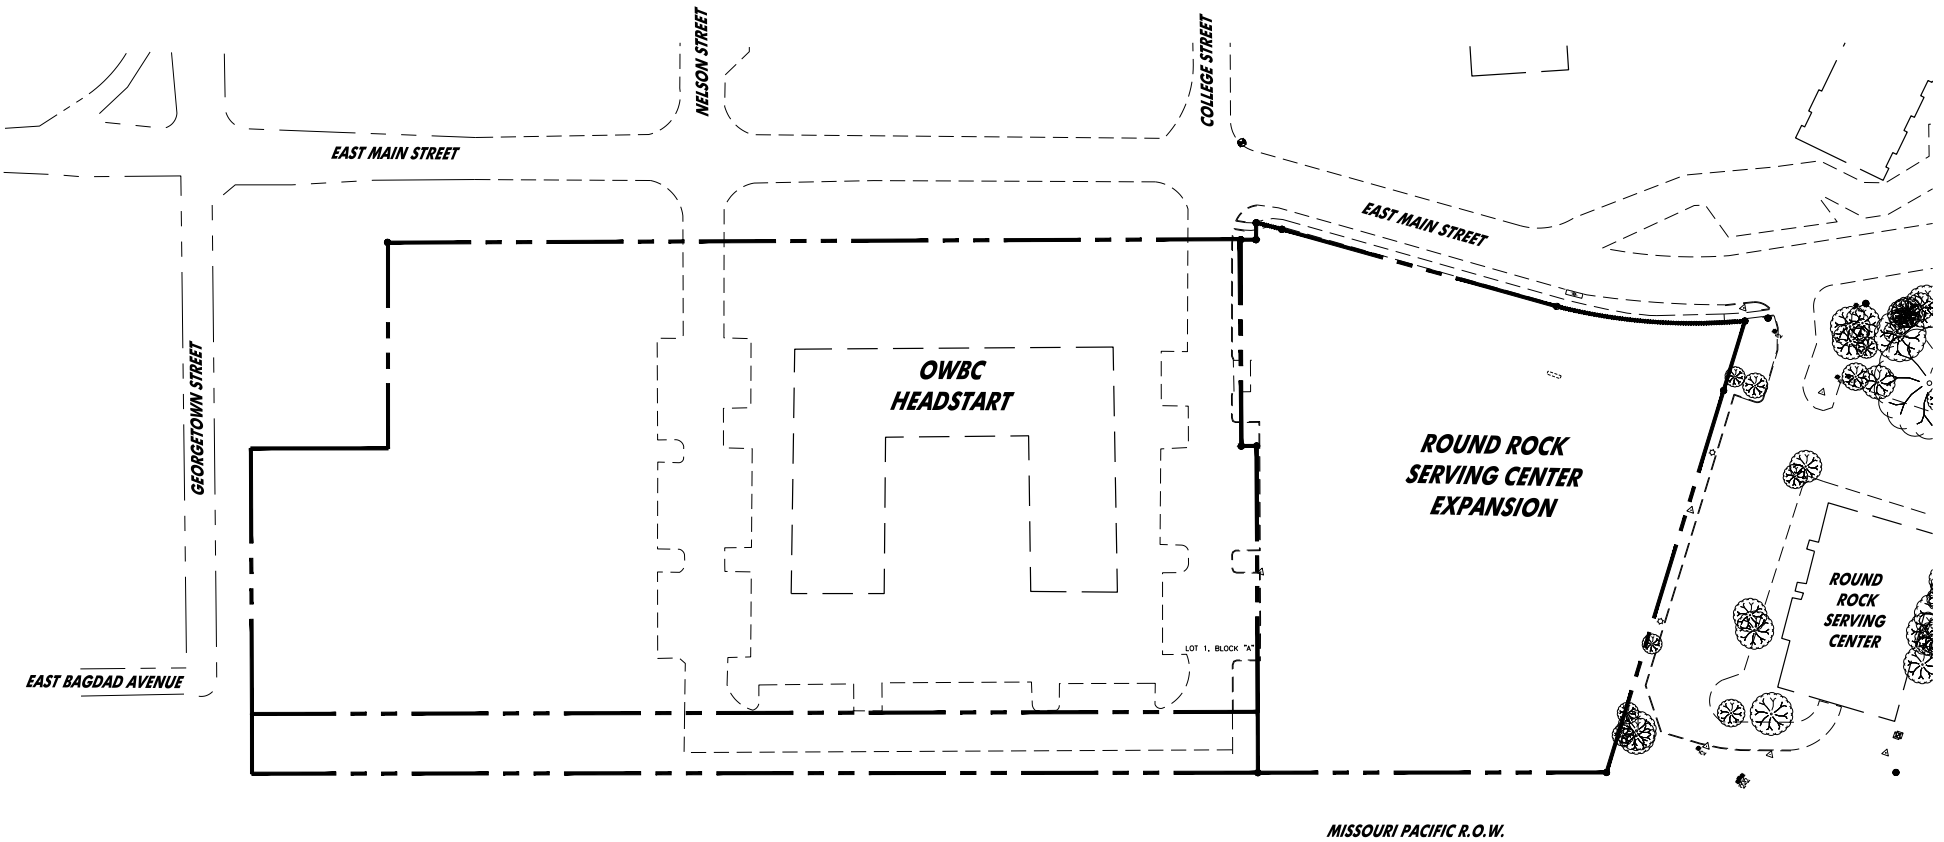 NELSON STREET
COLLEGE STREET
EAST MAIN STREET
EAST MAIN STREET
GEORGETOWN STREET
OWBC
HEADSTART
ROUND ROCK
SERVING CENTER
EXPANSION
ROUND
ROCK
SERVING
CENTER
LOT 1, BLOCK "A"
EAST BAGDAD AVENUE
MISSOURI PACIFIC R.O.W.